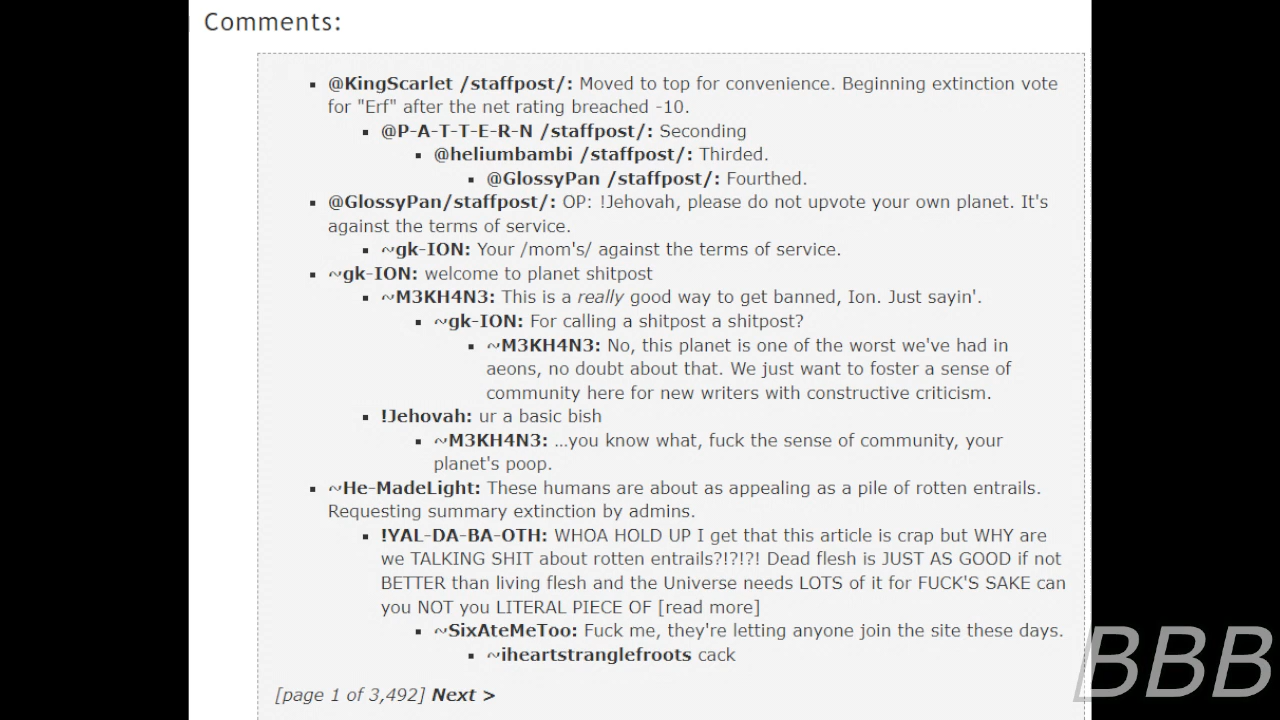 Comments:
@KingScarlet /staffpost/: Moved to top for convenience. Beginning extinction vote
for "Erf" after the net rating breached -10.
@P-A-T-T-E-R-N /staffpost/: Seconding
@heliumbambi /staffpost/: Thirded.
@GlossyPan /staffpost/: Fourthed.
@GlossyPan/staffpost/: OP: !Jehovah, please do not upvote your own planet. It's
against the terms of service.
~gk-ION: Your /mom's/ against the terms of service.
~gk-ION: welcome to planet shitpost
~M3KH4N3: This is a really good way to get banned, Ion. Just sayin'.
~gk-ION: For calling a shitpost a shitpost?
~M3KH4N3: No, this planet is one of the worst we've had in
aeons, no doubt about that. We just want to foster a sense of
community here for new writers with constructive criticism.
!Jehovah: ur a basic bish
~M3KH4N3: …you know what, fuck the sense of community, your
planet's poop.
~He-MadeLight: These humans are about as appealing as a pile of rotten entrails.
Requesting summary extinction by admins.
!YAL-DA-BA-OTH: WHOA HOLD UP I get that this article is crap but WHY are
we TALKING SHIT about rotten entrails?!?!?! Dead flesh is JUST AS GOOD if not
BETTER than living flesh and the Universe needs LOTS of it for FUCK'S SAKE can
you NOT you LITERAL PIECE OF [read more]
~SixAteMeToo: Fuck me, they're letting anyone join the site these days.
~iheartstranglefroots cack
[page 1 of 3,492] Next >
BBB